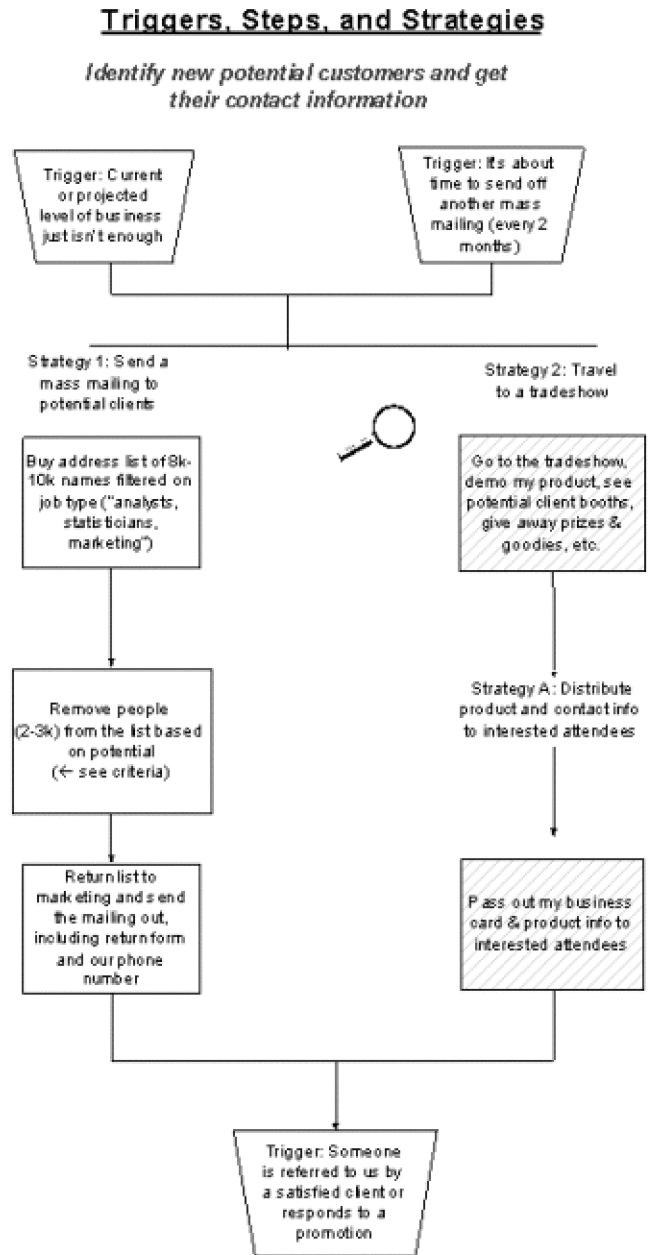 Triggers, Steps, and Strategies
Identify new potential customers and get
their contact information
Trigger: Current
or projected
level of business
just isn't enough
Trigger: It's about
time to send off
another mass
mailing (every 2
months)
Strategy 1: Send a
mass mailing to
potential clients
Strategy 2: Travel
to a tradeshow
Buy address list of 8k-
10k names filtered on
job type ("analysts,
statisticians,
marketing")
Go to the tradeshow,
demo my product, see
potential client booths,
give away prizes &
goodies, etc.
Remove people
(2-3k) from the list based
on potential
(← see criteria)
Strategy A: Distribute
product and contact info
to interested attendees
Return list to
marketing and send
the mailing out,
including return form
and our phone
number
Pass out my business
card & product info to
interested attendees
Trigger: Someone
is referred to us by
a satisfied client or
responds to a
promotion